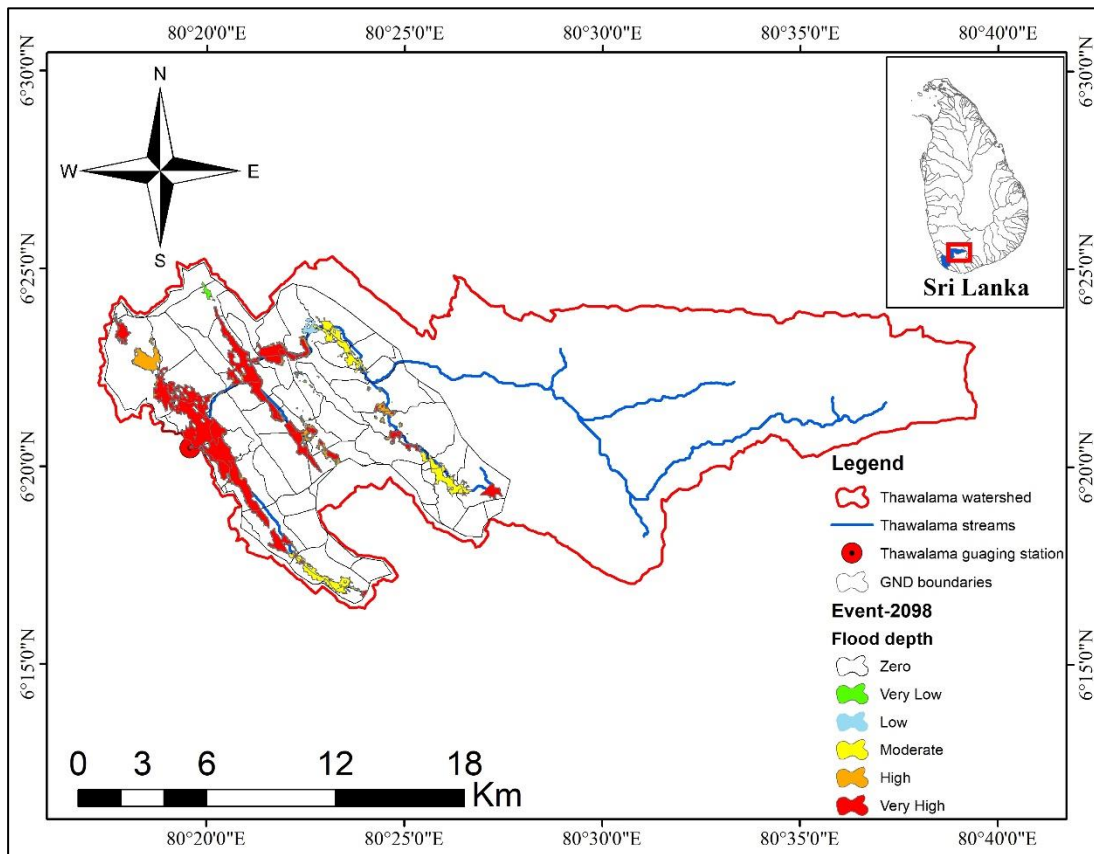 80°20'0"E 80°25'0"E 80°30'0"E 80°35'0"E 80°40'0"E
6°30'0"N
6°30'0"N
N
W
E
S
Sri Lanka
6°25'0"N
6°25'0"N
6°20'0"N
6°20'0"N
Legend
Thawalama watershed
Thawalama streams
Thawalama guaging station
GND boundaries
Event-2098
Flood depth
Zero
Very Low
Low
Moderate
High
Very High
6°15'0"N
6°15'0"N
0 3 6 12 18
Km
80°20'0"E 80°25'0"E 80°30'0"E 80°35'0"E 80°40'0"E